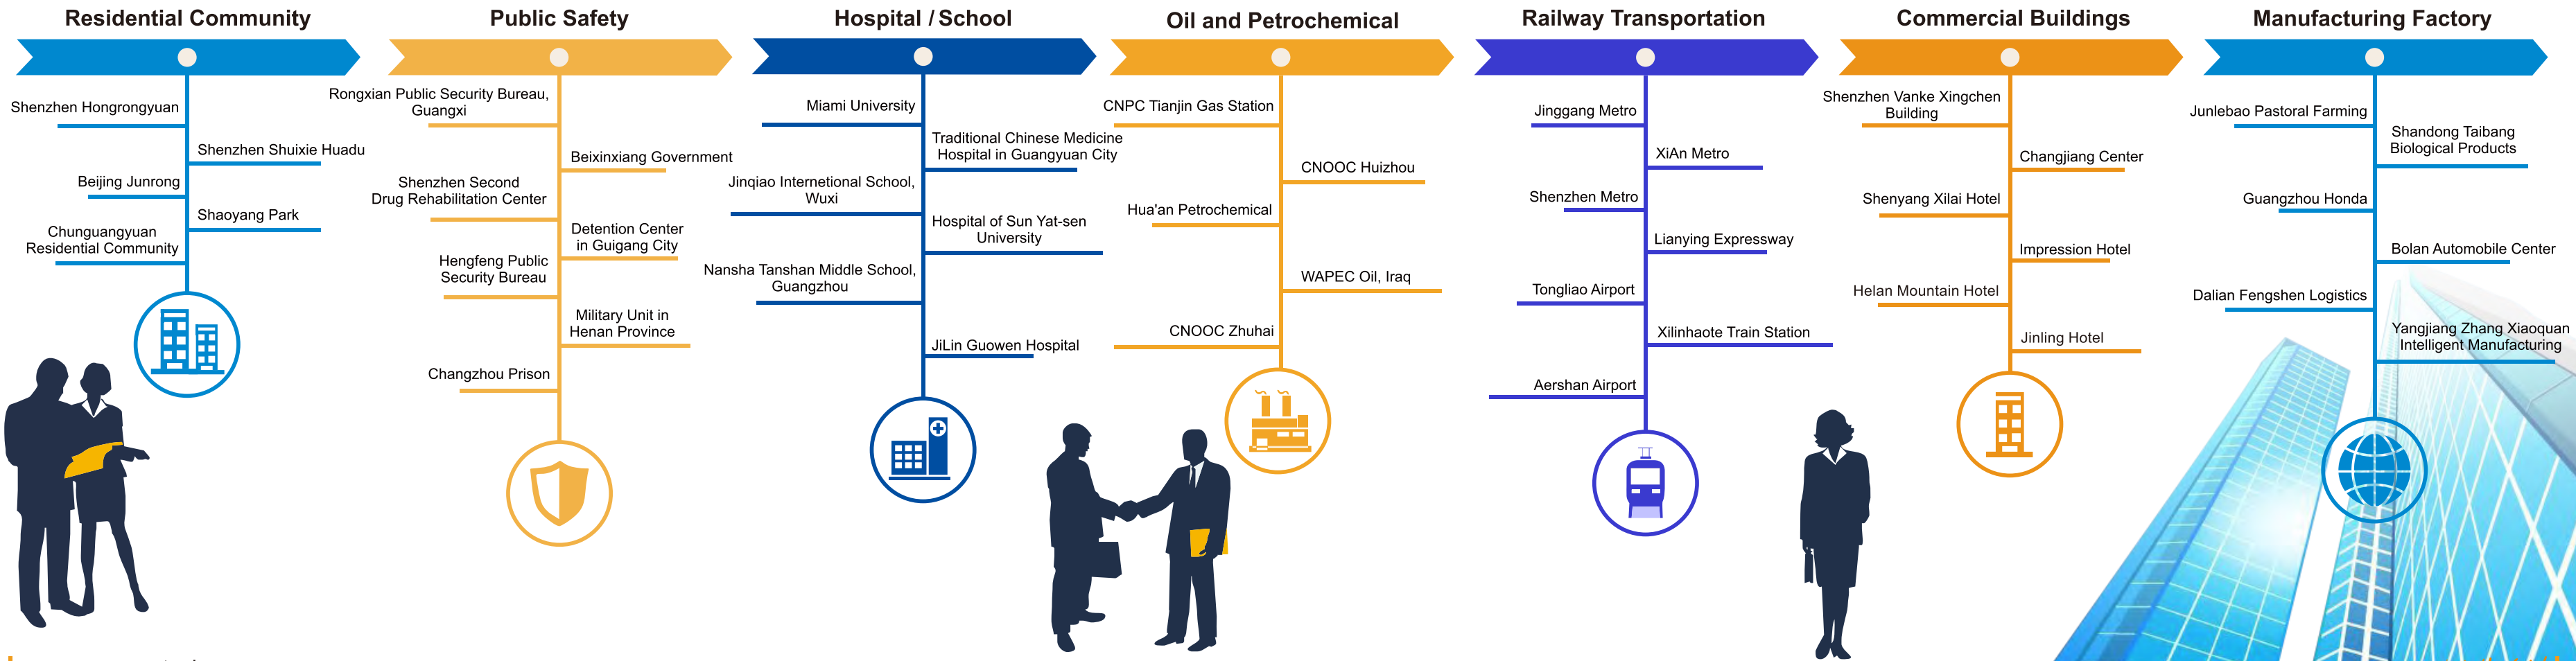 Residential Community
Shenzhen Hongrongyuan
Shenzhen Shuixie Huadu
Beijing Junrong
Shaoyang Park
Chunguangyuan
Residential Community
Public Safety
Rongxian Public Security Bureau,
Guangxi
Beixinxiang Government
Shenzhen Second
Drug Rehabilitation Center
Detention Center
in Guigang City
Hengfeng Public
Security Bureau
Military Unit in
Henan Province
Changzhou Prison
Hospital / School
Miami University
Traditional Chinese Medicine
Hospital in Guangyuan City
Jinqiao Internetional School,
Wuxi
Hospital of Sun Yat-sen
University
Nansha Tanshan Middle School,
Guangzhou
JiLin Guowen Hospital
Oil and Petrochemical
CNPC Tianjin Gas Station
CNOOC Huizhou
Hua'an Petrochemical
WAPEC Oil, Iraq
CNOOC Zhuhai
Railway Transportation
Jinggang Metro
XiAn Metro
Shenzhen Metro
Lianying Expressway
Tongliao Airport
Xilinhaote Train Station
Aershan Airport
Commercial Buildings
Shenzhen Vanke Xingchen
Building
Changjiang Center
Shenyang Xilai Hotel
Impression Hotel
Helan Mountain Hotel
Jinling Hotel
Manufacturing Factory
Junlebao Pastoral Farming
Shandong Taibang
Biological Products
Guangzhou Honda
Bolan Automobile Center
Dalian Fengshen Logistics
Yangjiang Zhang Xiaoquan
Intelligent Manufacturing